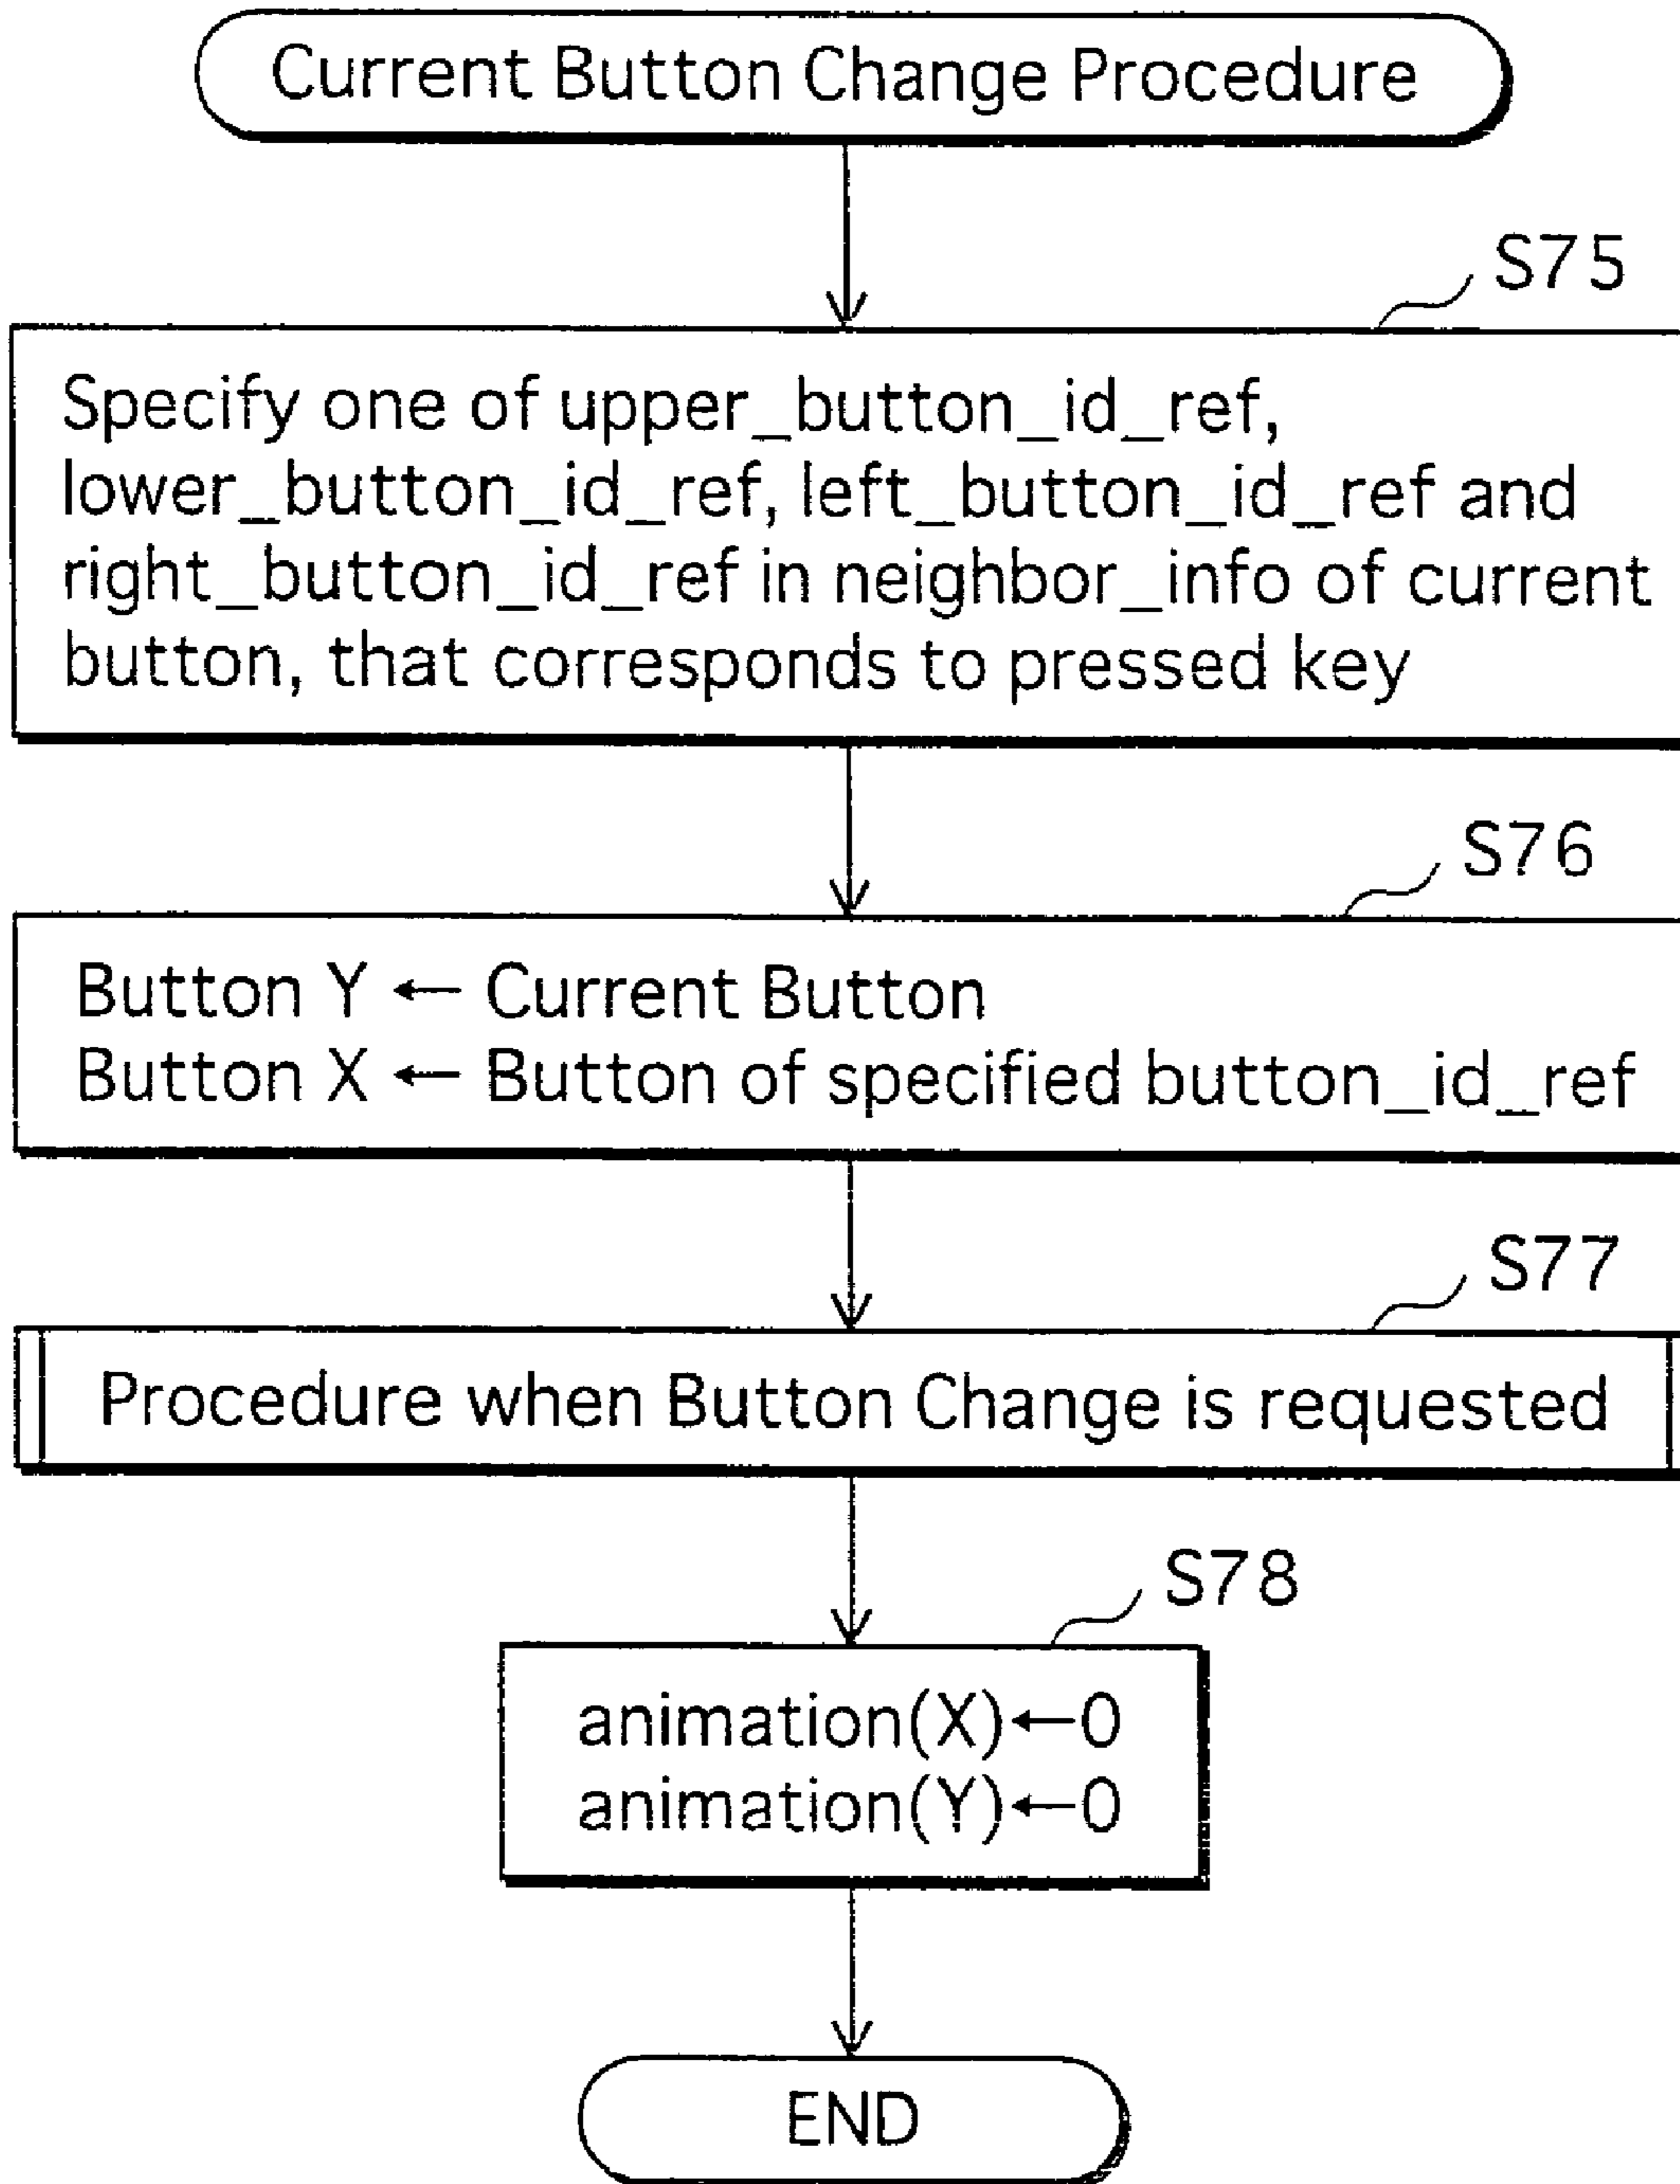 Current Button Change Procedure
S75
Specify one of upper_button_id_ref,
lower_button_id_ref, left_button_id_ref and
right_button_id_ref in neighbor_info of current
button, that corresponds to pressed key
S76
Button Y ← Current Button
Button X ← Button of specified button_id_ref
S77
Procedure when Button Change is requested
S78
animation(X)←0
animation(Y)←0
END